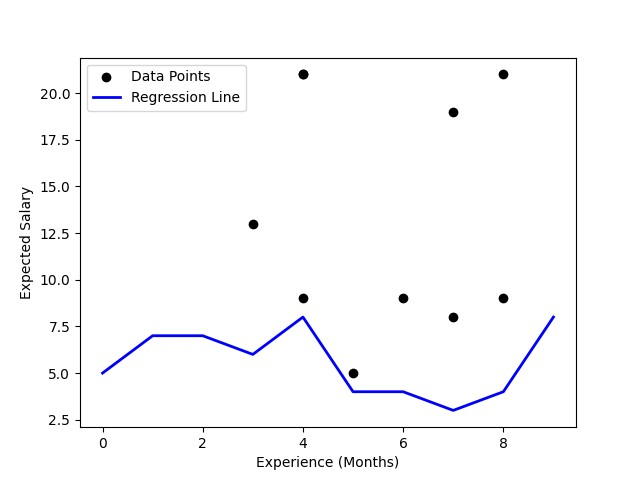 Data Points
Regression Line
20.0
17.5
15.0
12.5
10.0
7.5
5.0
2.5
Expected Salary
0 2 4 6 8
Experience (Months)